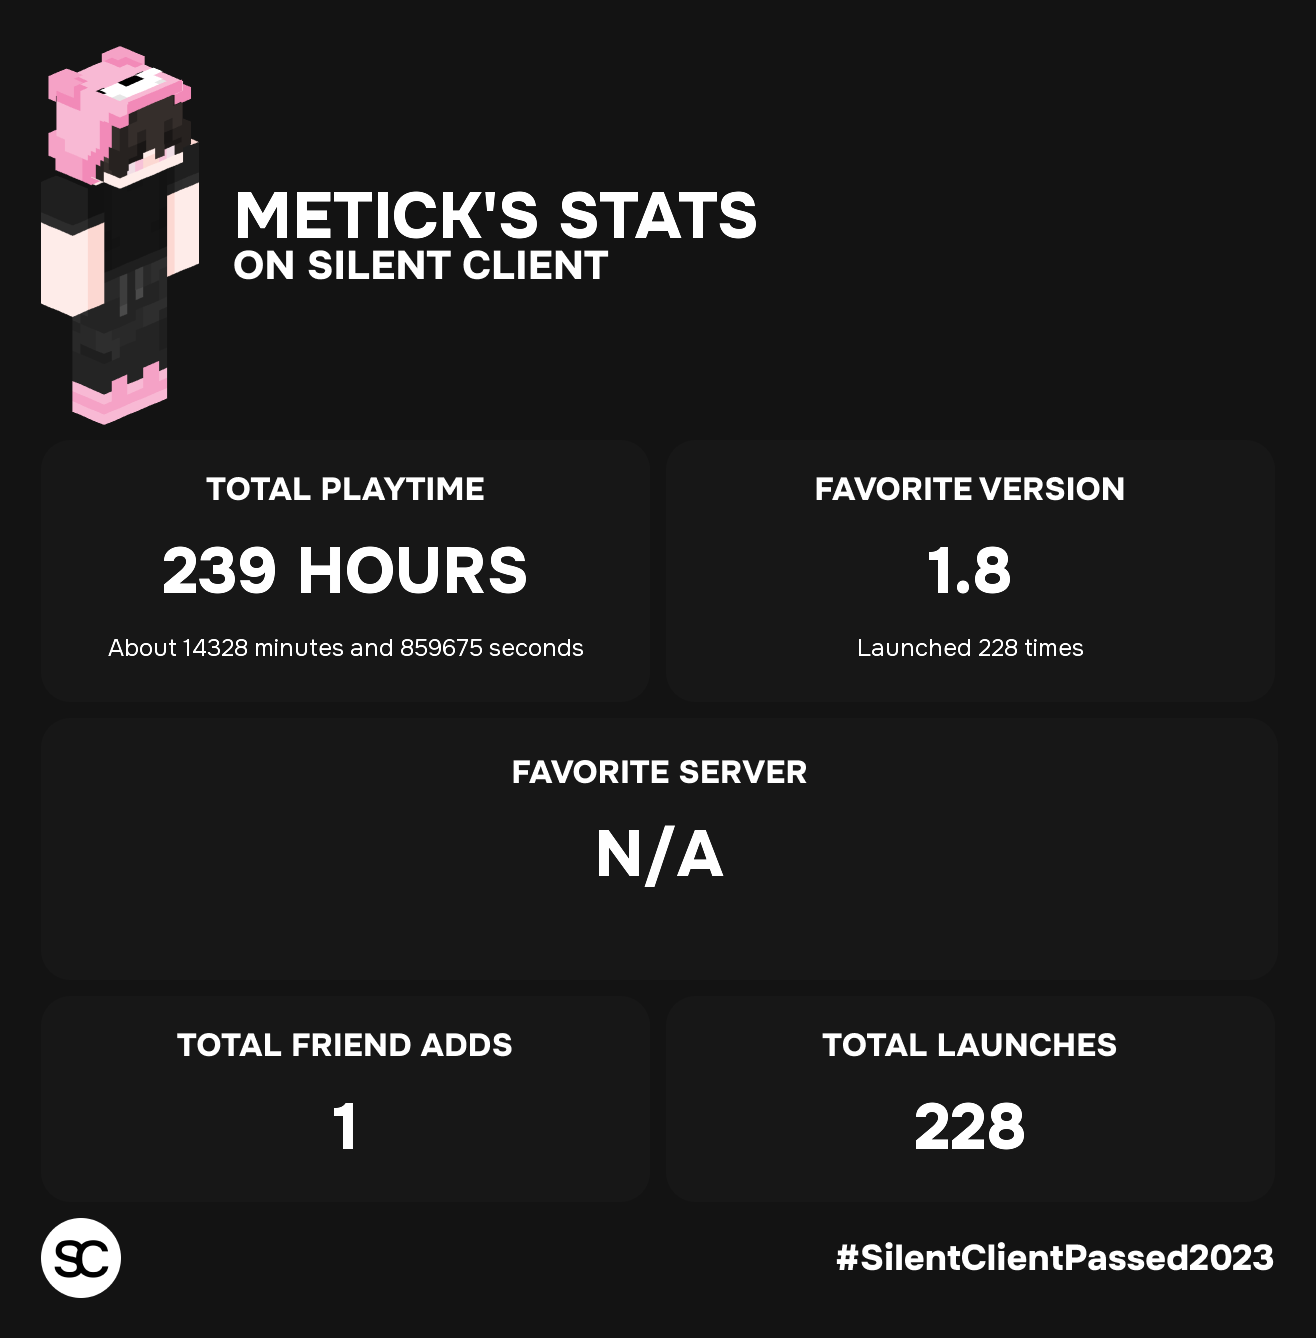 METICK'S STATS
ON SILENT CLIENT
TOTAL PLAYTIME
239 HOURS
About 14328 minutes and 859675 seconds
FAVORITE VERSION
1.8
Launched 228 times
FAVORITE SERVER
N/A
TOTAL FRIEND ADDS
1
TOTAL LAUNCHES
228
SC
#SilentClientPassed2023